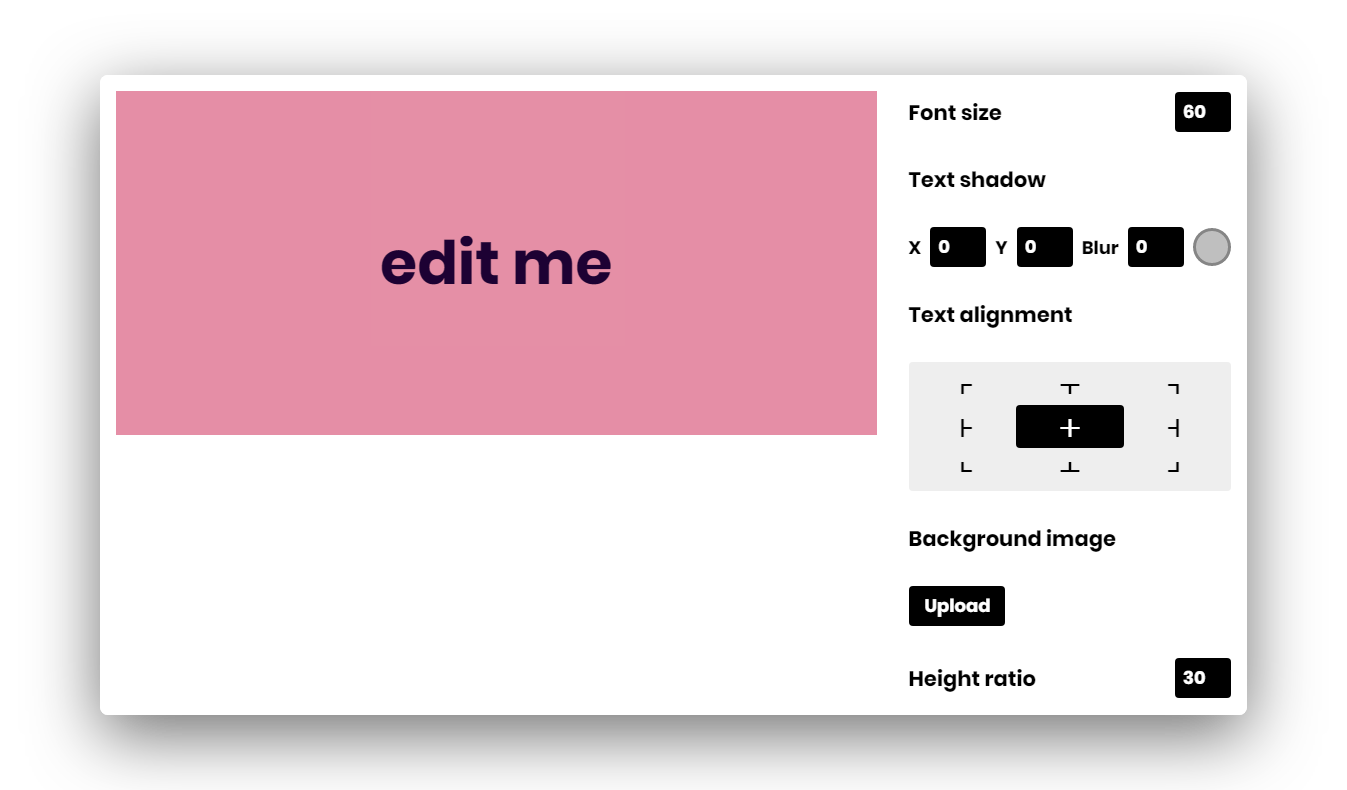 edit me
Font size 60
Text shadow
X 0 Y 0 Blur 0
Text alignment
Background image
Upload
Height ratio 30